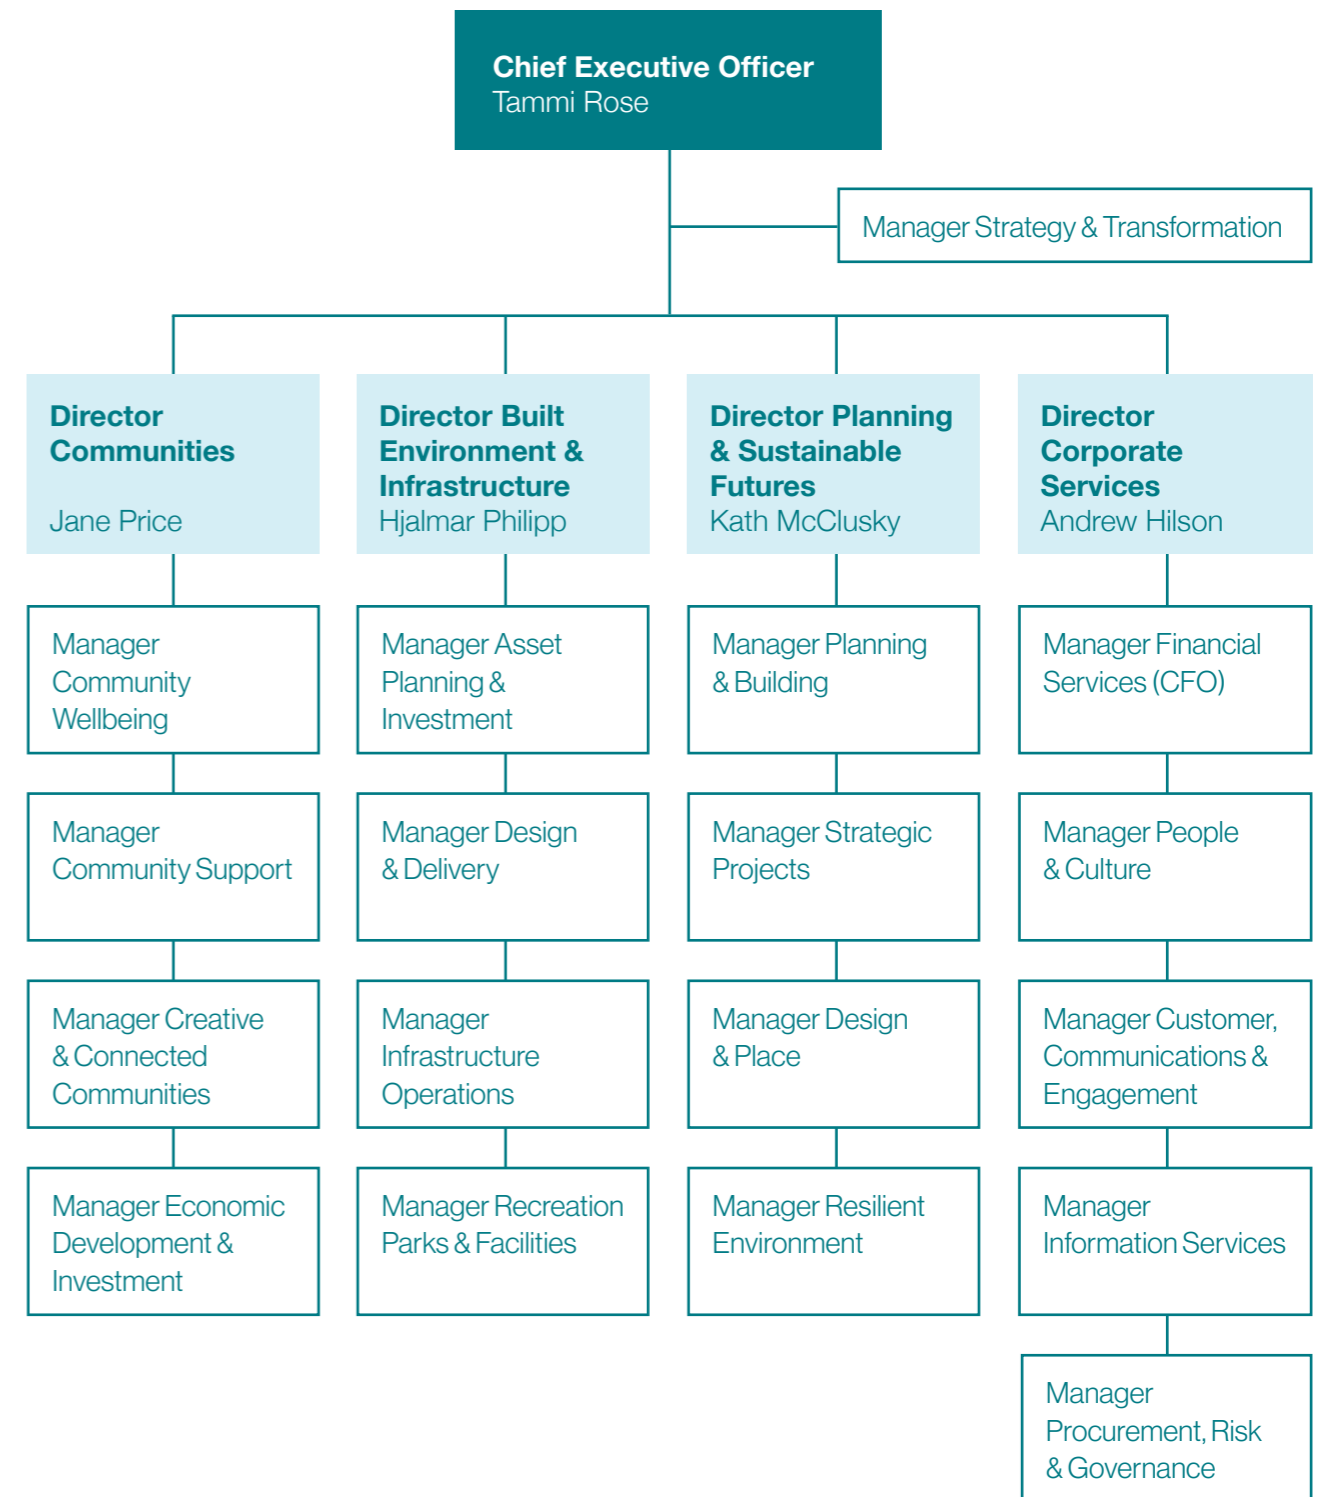 Chief Executive Officer
Tammi Rose
Manager Strategy & Transformation
Director
Communities
Jane Price
Director Built
Environment &
Infrastructure
Hjalmar Philipp
Director Planning
& Sustainable
Futures
Kath McClusky
Director
Corporate
Services
Andrew Hilson
Manager
Community
Wellbeing
Manager Asset
Planning &
Investment
Manager Planning
& Building
Manager Financial
Services (CFO)
Manager
Community Support
Manager Design
& Delivery
Manager Strategic
Projects
Manager People
& Culture
Manager Creative
& Connected
Communities
Manager
Infrastructure
Operations
Manager Design
& Place
Manager Customer,
Communications &
Engagement
Manager Economic
Development &
Investment
Manager Recreation
Parks & Facilities
Manager Resilient
Environment
Manager
Information Services
Manager
Procurement, Risk
& Governance